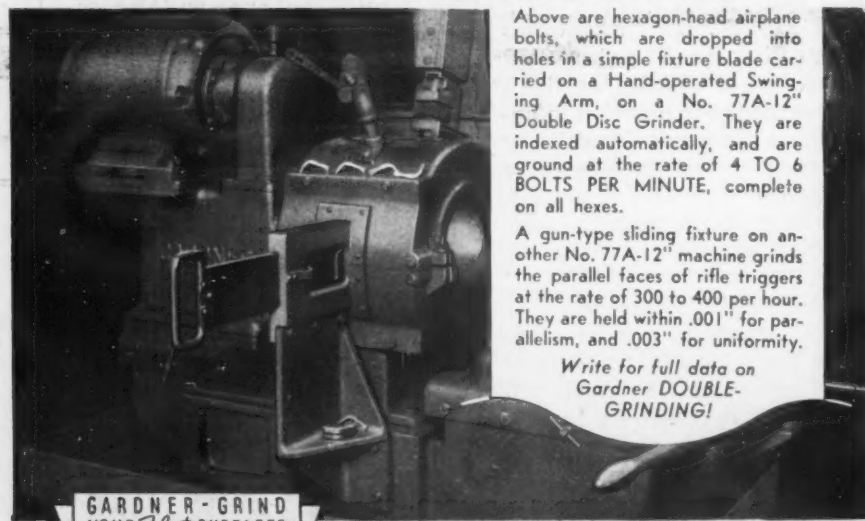 Above are hexagon-head airplane
bolts, which are dropped into
holes in a simple fixture blade car-
ried on a Hand-operated Swing-
ing Arm, on a No. 77A-12"
Double Disc Grinder. They are
indexed automatically, and are
ground at the rate of 4 TO 6
BOLTS PER MINUTE, complete
on all hexes.
A gun-type sliding fixture on an-
other No. 77A-12" machine grinds
the parallel faces of rifle triggers
at the rate of 300 to 400 per hour.
They are held within .001" for par-
allelism, and .003" for uniformity.
Write for full data on
Gardner DOUBLE-
GRINDING!
GARDNER-GRIND